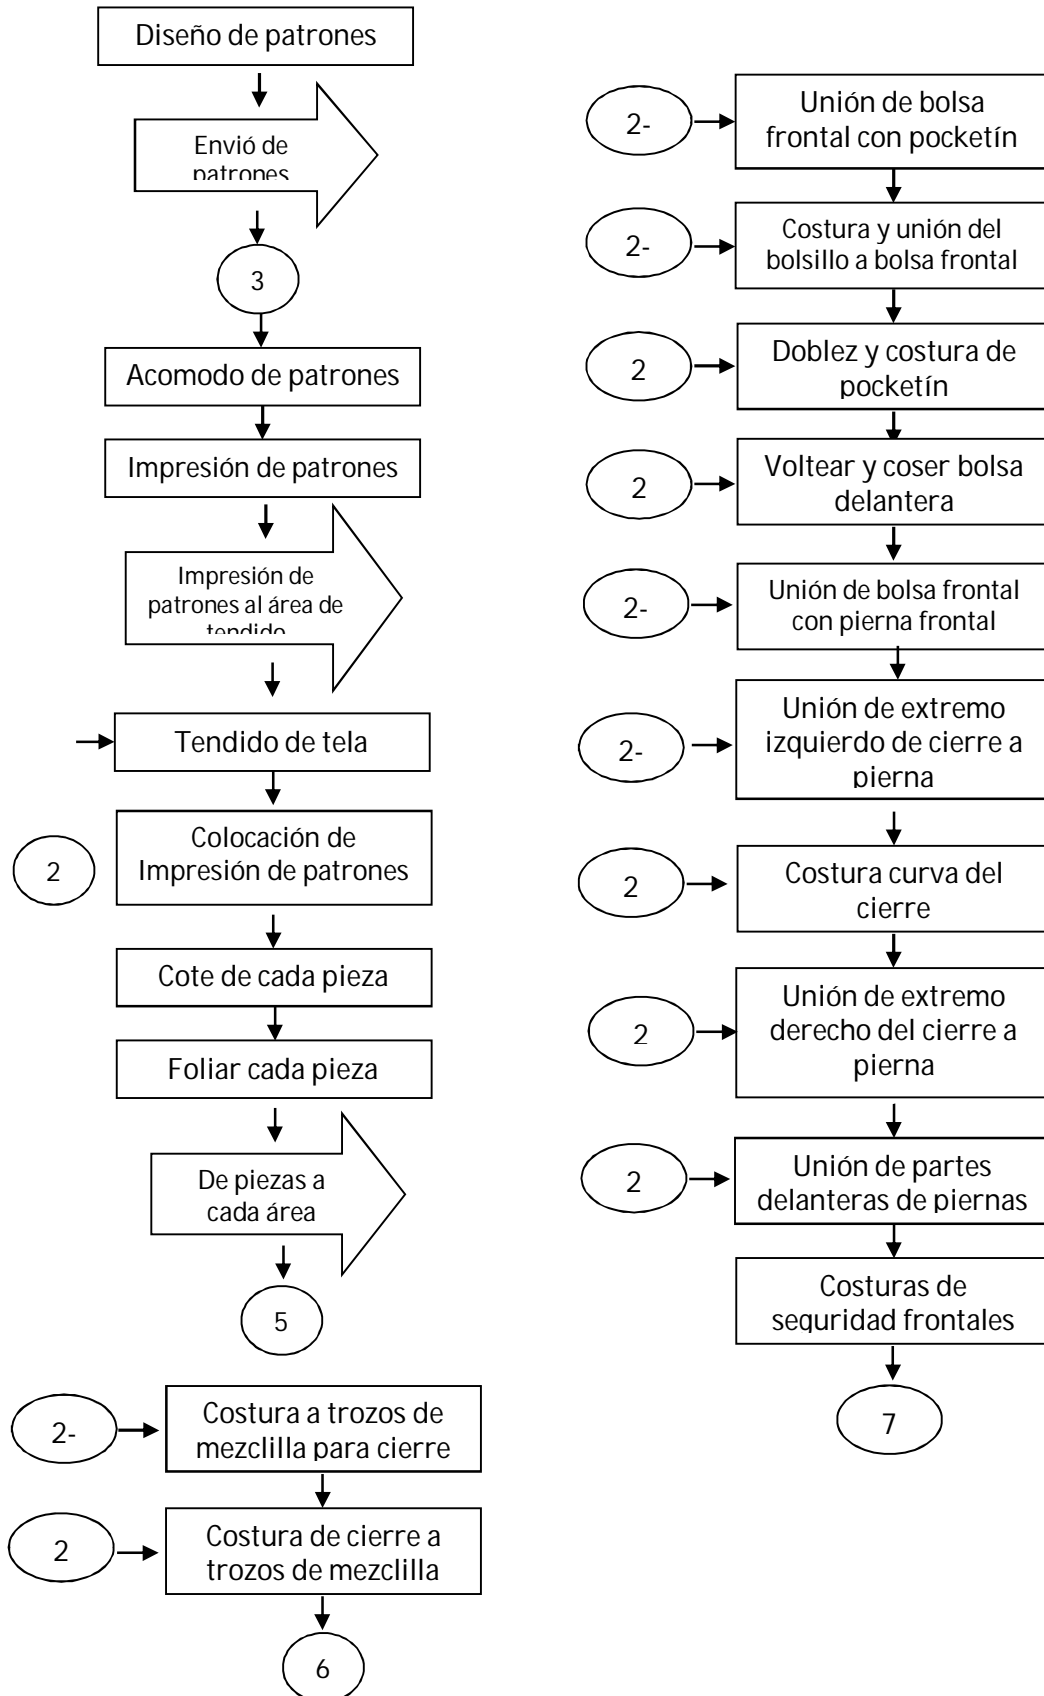 Diseño de patrones
Envió de
patrones
3
Acomodo de patrones
Impresión de patrones
Impresión de
patrones al área de
tendido
Tendido de tela
2
Colocación de
Impresión de patrones
Cote de cada pieza
Foliar cada pieza
De piezas a
cada área
5
2-
Costura a trozos de
mezclilla para cierre
2
Costura de cierre a
trozos de mezclilla
6
2-
Unión de bolsa
frontal con pocketín
2-
Costura y unión del
bolsillo a bolsa frontal
2
Doblez y costura de
pocketín
2
Voltear y coser bolsa
delantera
2-
Unión de bolsa frontal
con pierna frontal
2-
Unión de extremo
izquierdo de cierre a
pierna
2
Costura curva del
cierre
2
Unión de extremo
derecho del cierre a
pierna
2
Unión de partes
delanteras de piernas
Costuras de
seguridad frontales
7